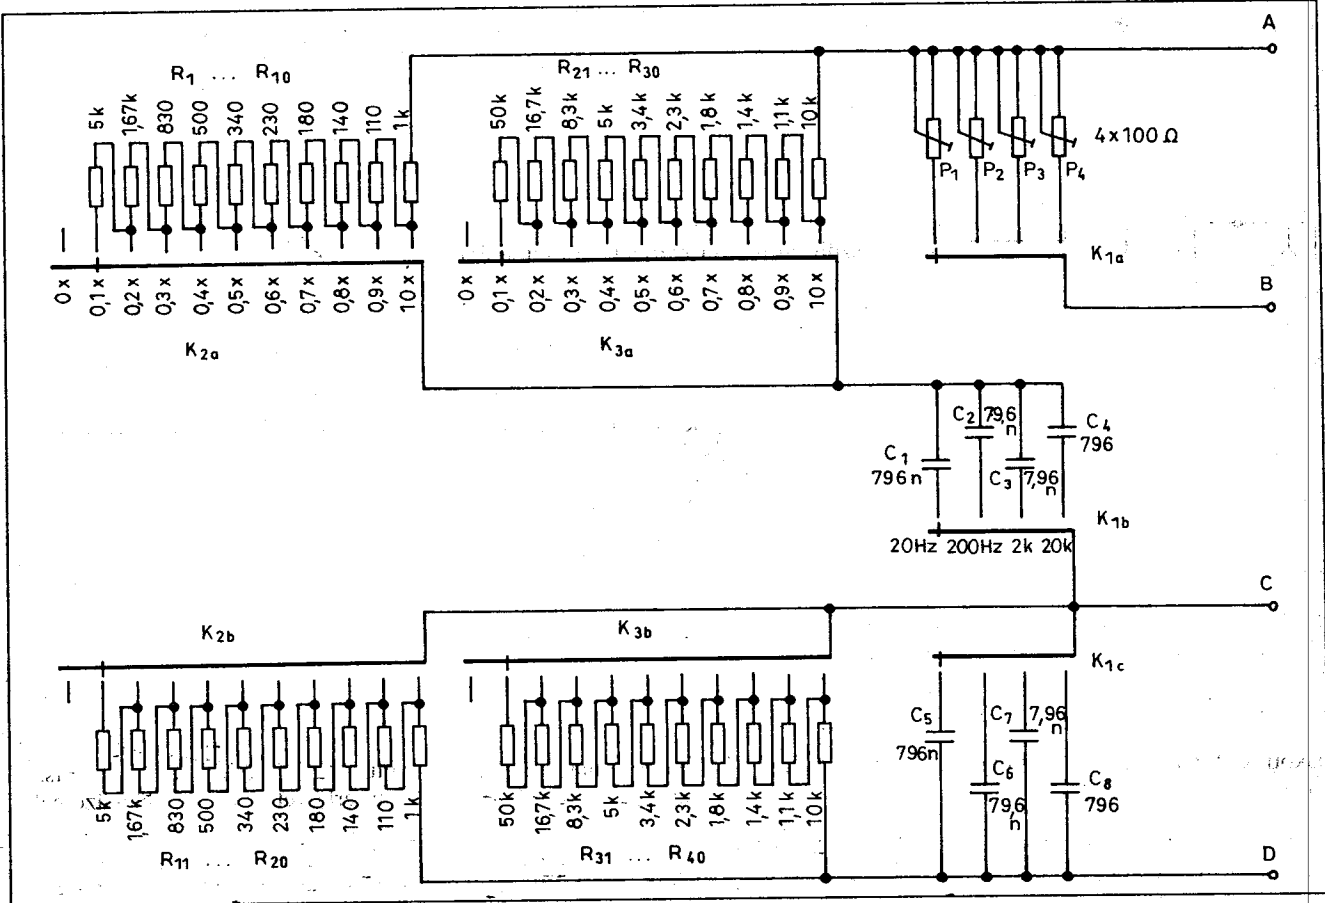 A
R1 ... R10
5k 1,67k 830 500 340 230 180 140 110 1k
R21 ... R30
50k 16,7k 8,3k 5k 3,4k 2,3k 1,8k 1,4k 1,1k 10k
4x100 Ω
P1 P2 P3 P4
K1a
0x 0,1x 0,2x 0,3x 0,4x 0,5x 0,6x 0,7x 0,8x 0,9x 10x
0x 0,1x 0,2x 0,3x 0,4x 0,5x 0,6x 0,7x 0,8x 0,9x 10x
B
K2a
K3a
C1
796n
C2 79,6
n
C3 7,96
n
C4
796
K1b
20Hz 200Hz 2k 20k
C
K2b
K3b
K1c
5k 1,67k 830 500 340 230 180 140 110 1k
R11 ... R20
50k 16,7k 8,3k 5k 3,4k 2,3k 1,8k 1,4k 1,1k 10k
R31 ... R40
C5
796n
C6
79,6
n
C7 7,96
n
C8
796
D